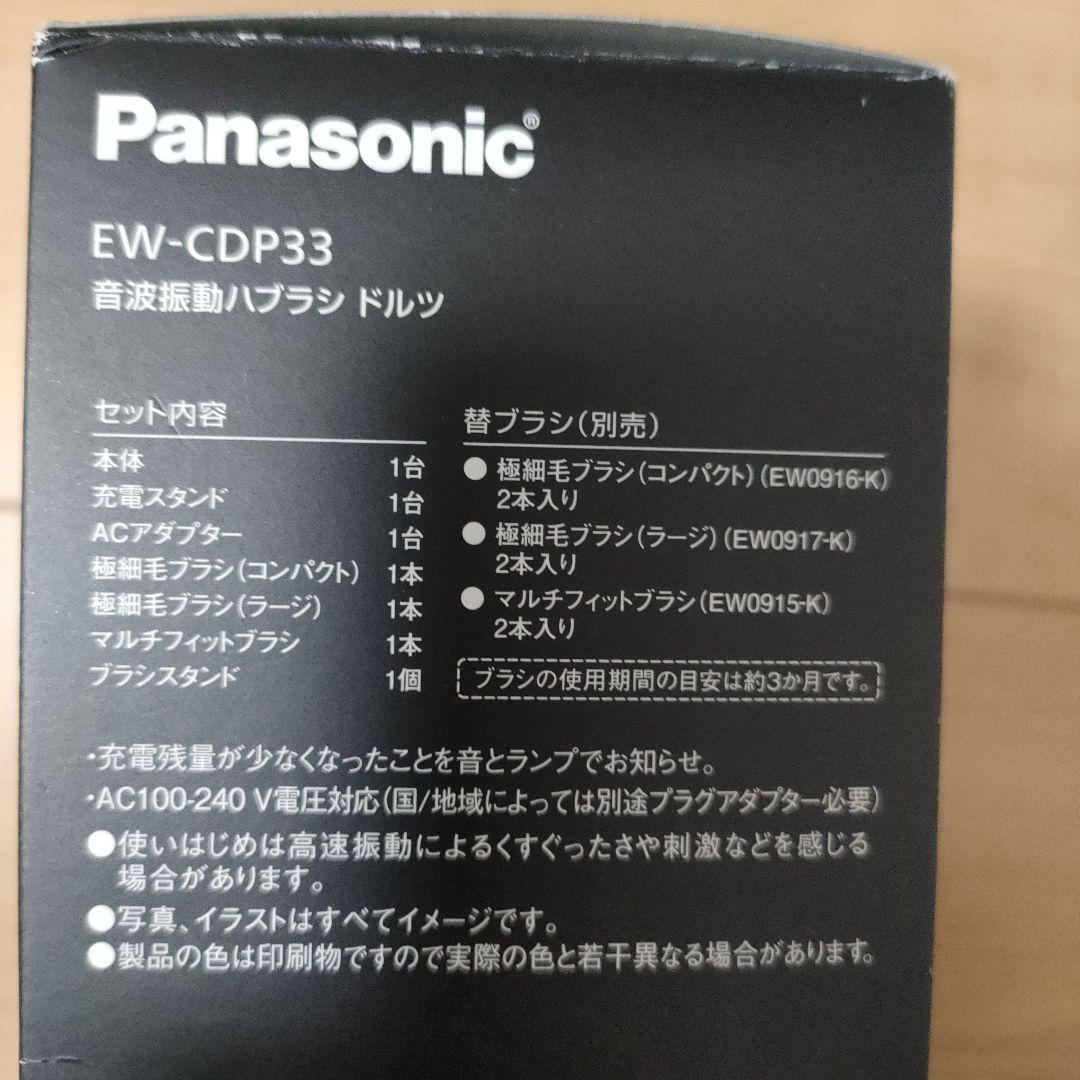 Panasonic®
EW-CDP33
音波振動ハブラシ ドルツ
セット内容
本体 1台
充電スタンド 1台
ACアダプター 1台
極細毛ブラシ(コンパクト) 1本
極細毛ブラシ(ラージ) 1本
マルチフィットブラシ 1本
ブラシスタンド 1個
替ブラシ(別売)
● 極細毛ブラシ(コンパクト)(EW0916-K)
2本入り
● 極細毛ブラシ(ラージ)(EW0917-K)
2本入り
● マルチフィットブラシ(EW0915-K)
2本入り
ブラシの使用期間の目安は約3か月です。
・充電残量が少なくなったことを音とランプでお知らせ。
・AC100-240 V電圧対応(国/地域によっては別途プラグアダプター必要)
●使いはじめは高速振動によるくすぐったさや刺激などを感じる
場合があります。
●写真、イラストはすべてイメージです。
●製品の色は印刷物ですので実際の色と若干異なる場合があります。